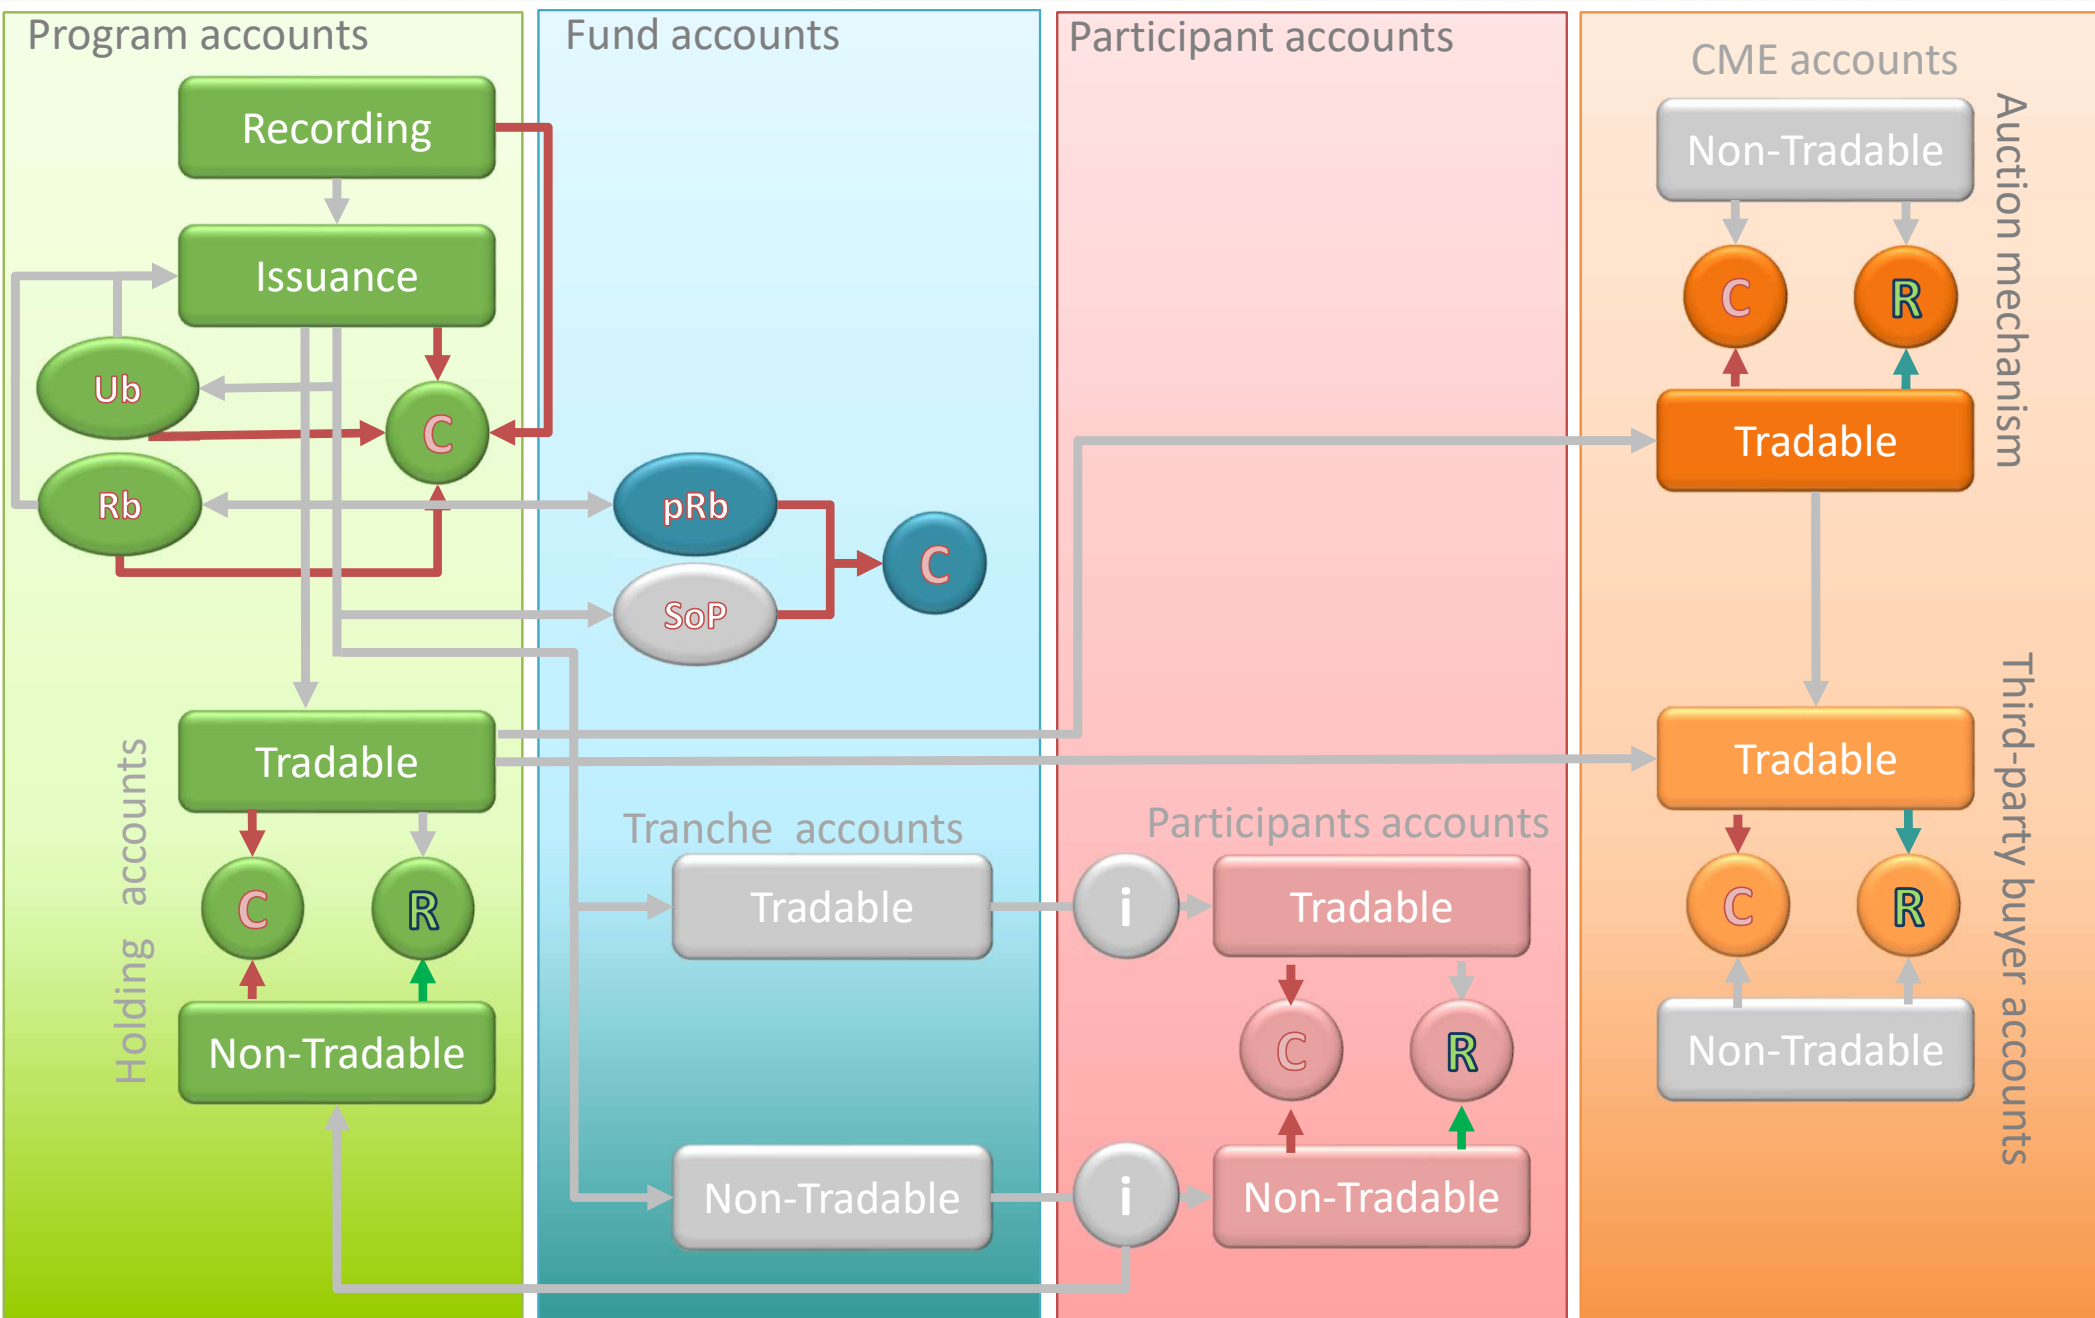 Program accounts
Recording
Issuance
Ub
C
Rb
Tradable
C
R
Non-Tradable
Holding accounts
Fund accounts
pRb
SoP
C
Tranche accounts
Tradable
Non-Tradable
Participant accounts
Participants accounts
i
Tradable
C
R
i
Non-Tradable
CME accounts
Non-Tradable
C
R
Tradable
Auction mechanism
Tradable
C
R
Non-Tradable
Third-party buyer accounts